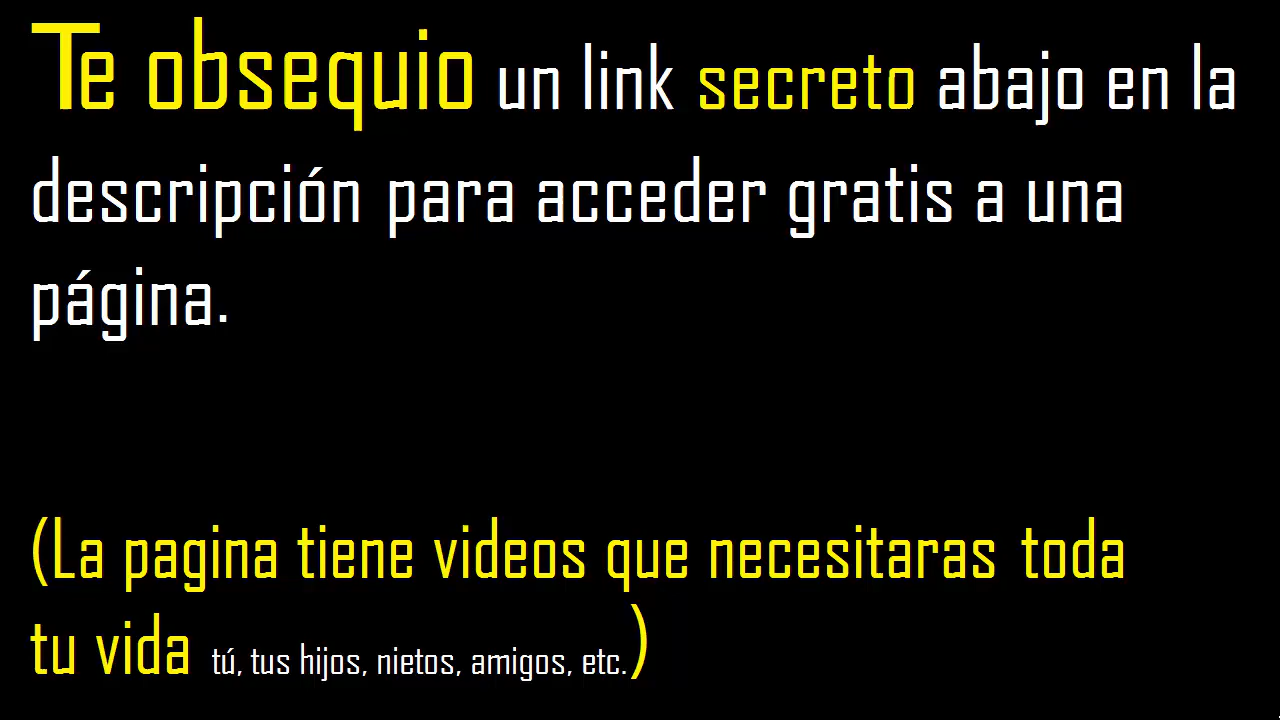 Te obsequio un link secreto abajo en la
descripción para acceder gratis a una
página.
(La pagina tiene videos que necesitaras toda
tu vida tú, tus hijos, nietos, amigos, etc.)